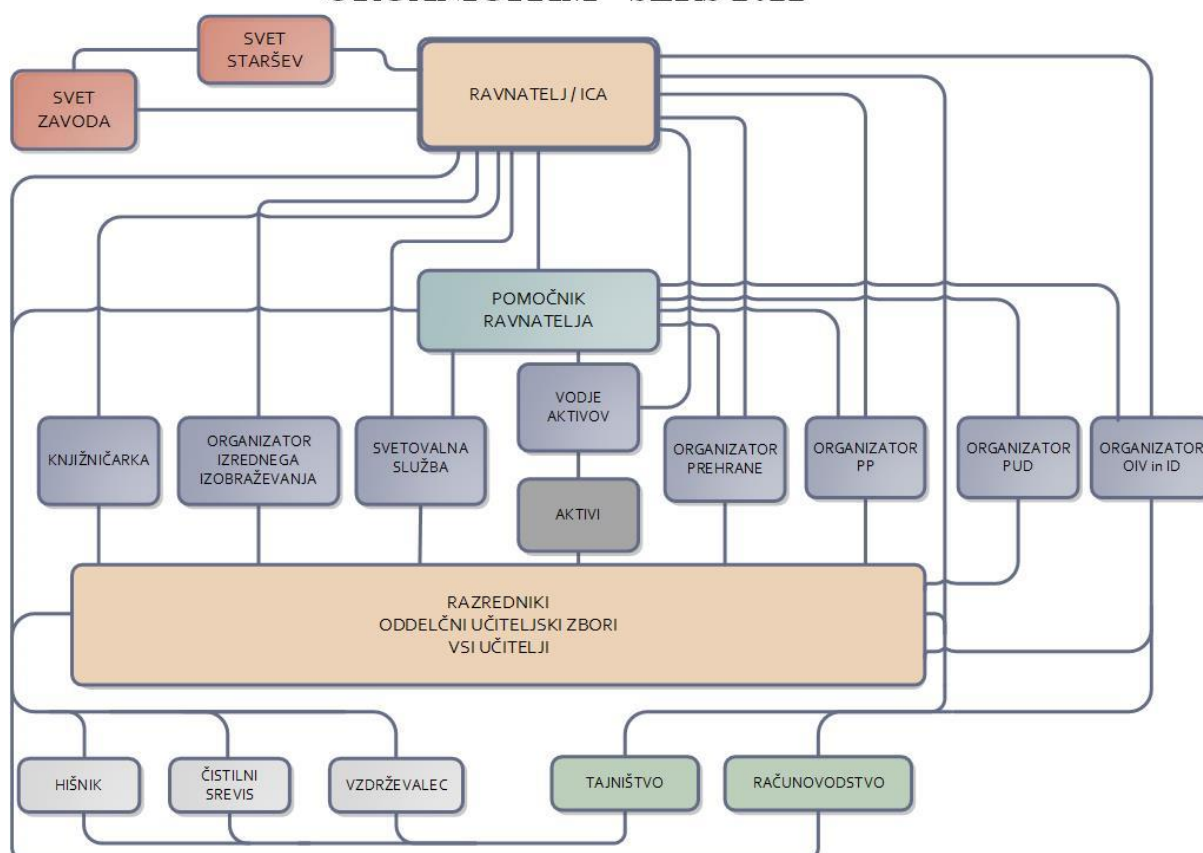 SVET
STARŠEV
SVET
ZAVODA
RAVNATELJ / ICA
POMOČNIK
RAVNATELJA
VODJE
AKTIVOV
KNJIŽNIČARKA
ORGANIZATOR
IZREDNEGA
IZOBRAŽEVANJA
SVETOVALNA
SLUŽBA
ORGANIZATOR
PREHRANE
ORGANIZATOR
PP
ORGANIZATOR
PUD
ORGANIZATOR
OIV in ID
AKTIVI
RAZREDNIKI
ODDELČNI UČITELJSKI ZBORI
VSI UČITELJI
HIŠNIK
ČISTILNI
SREVIS
VZDRŽEVALEC
TAJNIŠTVO
RAČUNOVODSTVO